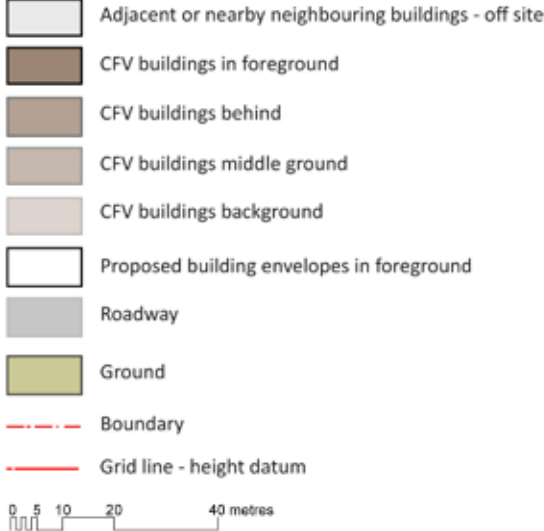 Adjacent or nearby neighbouring buildings - off site
CFV buildings in foreground
CFV buildings behind
CFV buildings middle ground
CFV buildings background
Proposed building envelopes in foreground
Roadway
Ground
Boundary
Grid line - height datum
0 5 10 20 40 metres